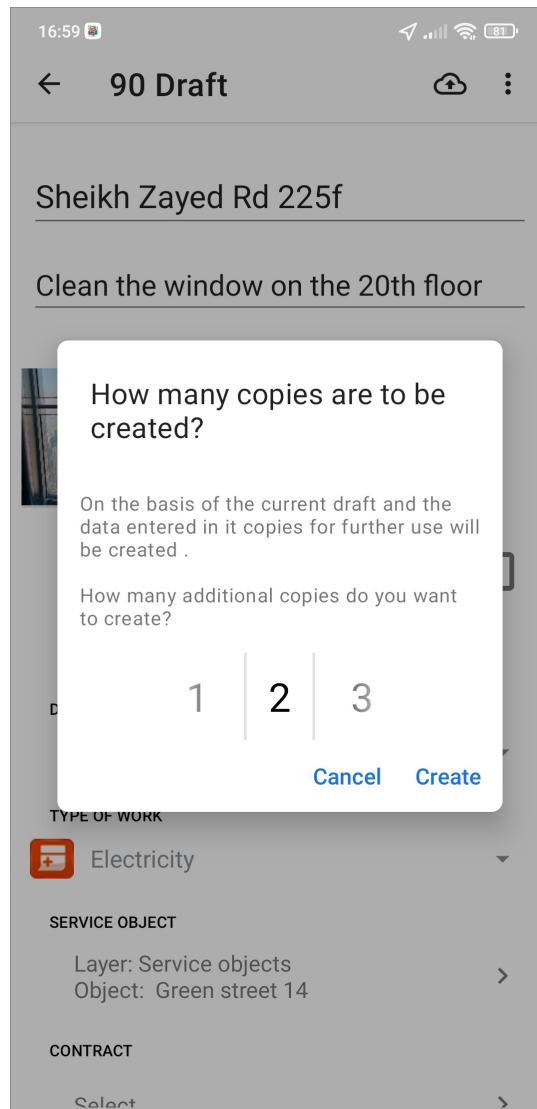 16:59
81
90 Draft
Sheikh Zayed Rd 225f
Clean the window on the 20th floor
How many copies are to be
created?
On the basis of the current draft and the
data entered in it copies for further use will
be created .
How many additional copies do you want
to create?
1 2 3
Cancel Create
TYPE OF WORK
Electricity
SERVICE OBJECT
Layer: Service objects
Object: Green street 14
CONTRACT
Select